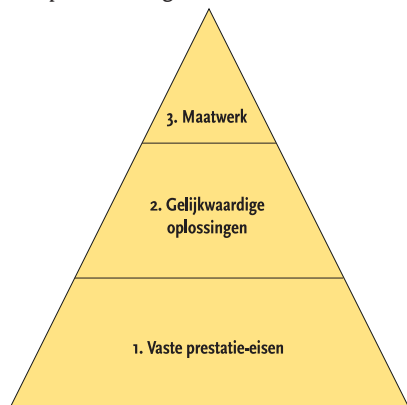 3. Maatwerk
2. Gelijkwaardige
oplossingen
1. Vaste prestatie-eisen